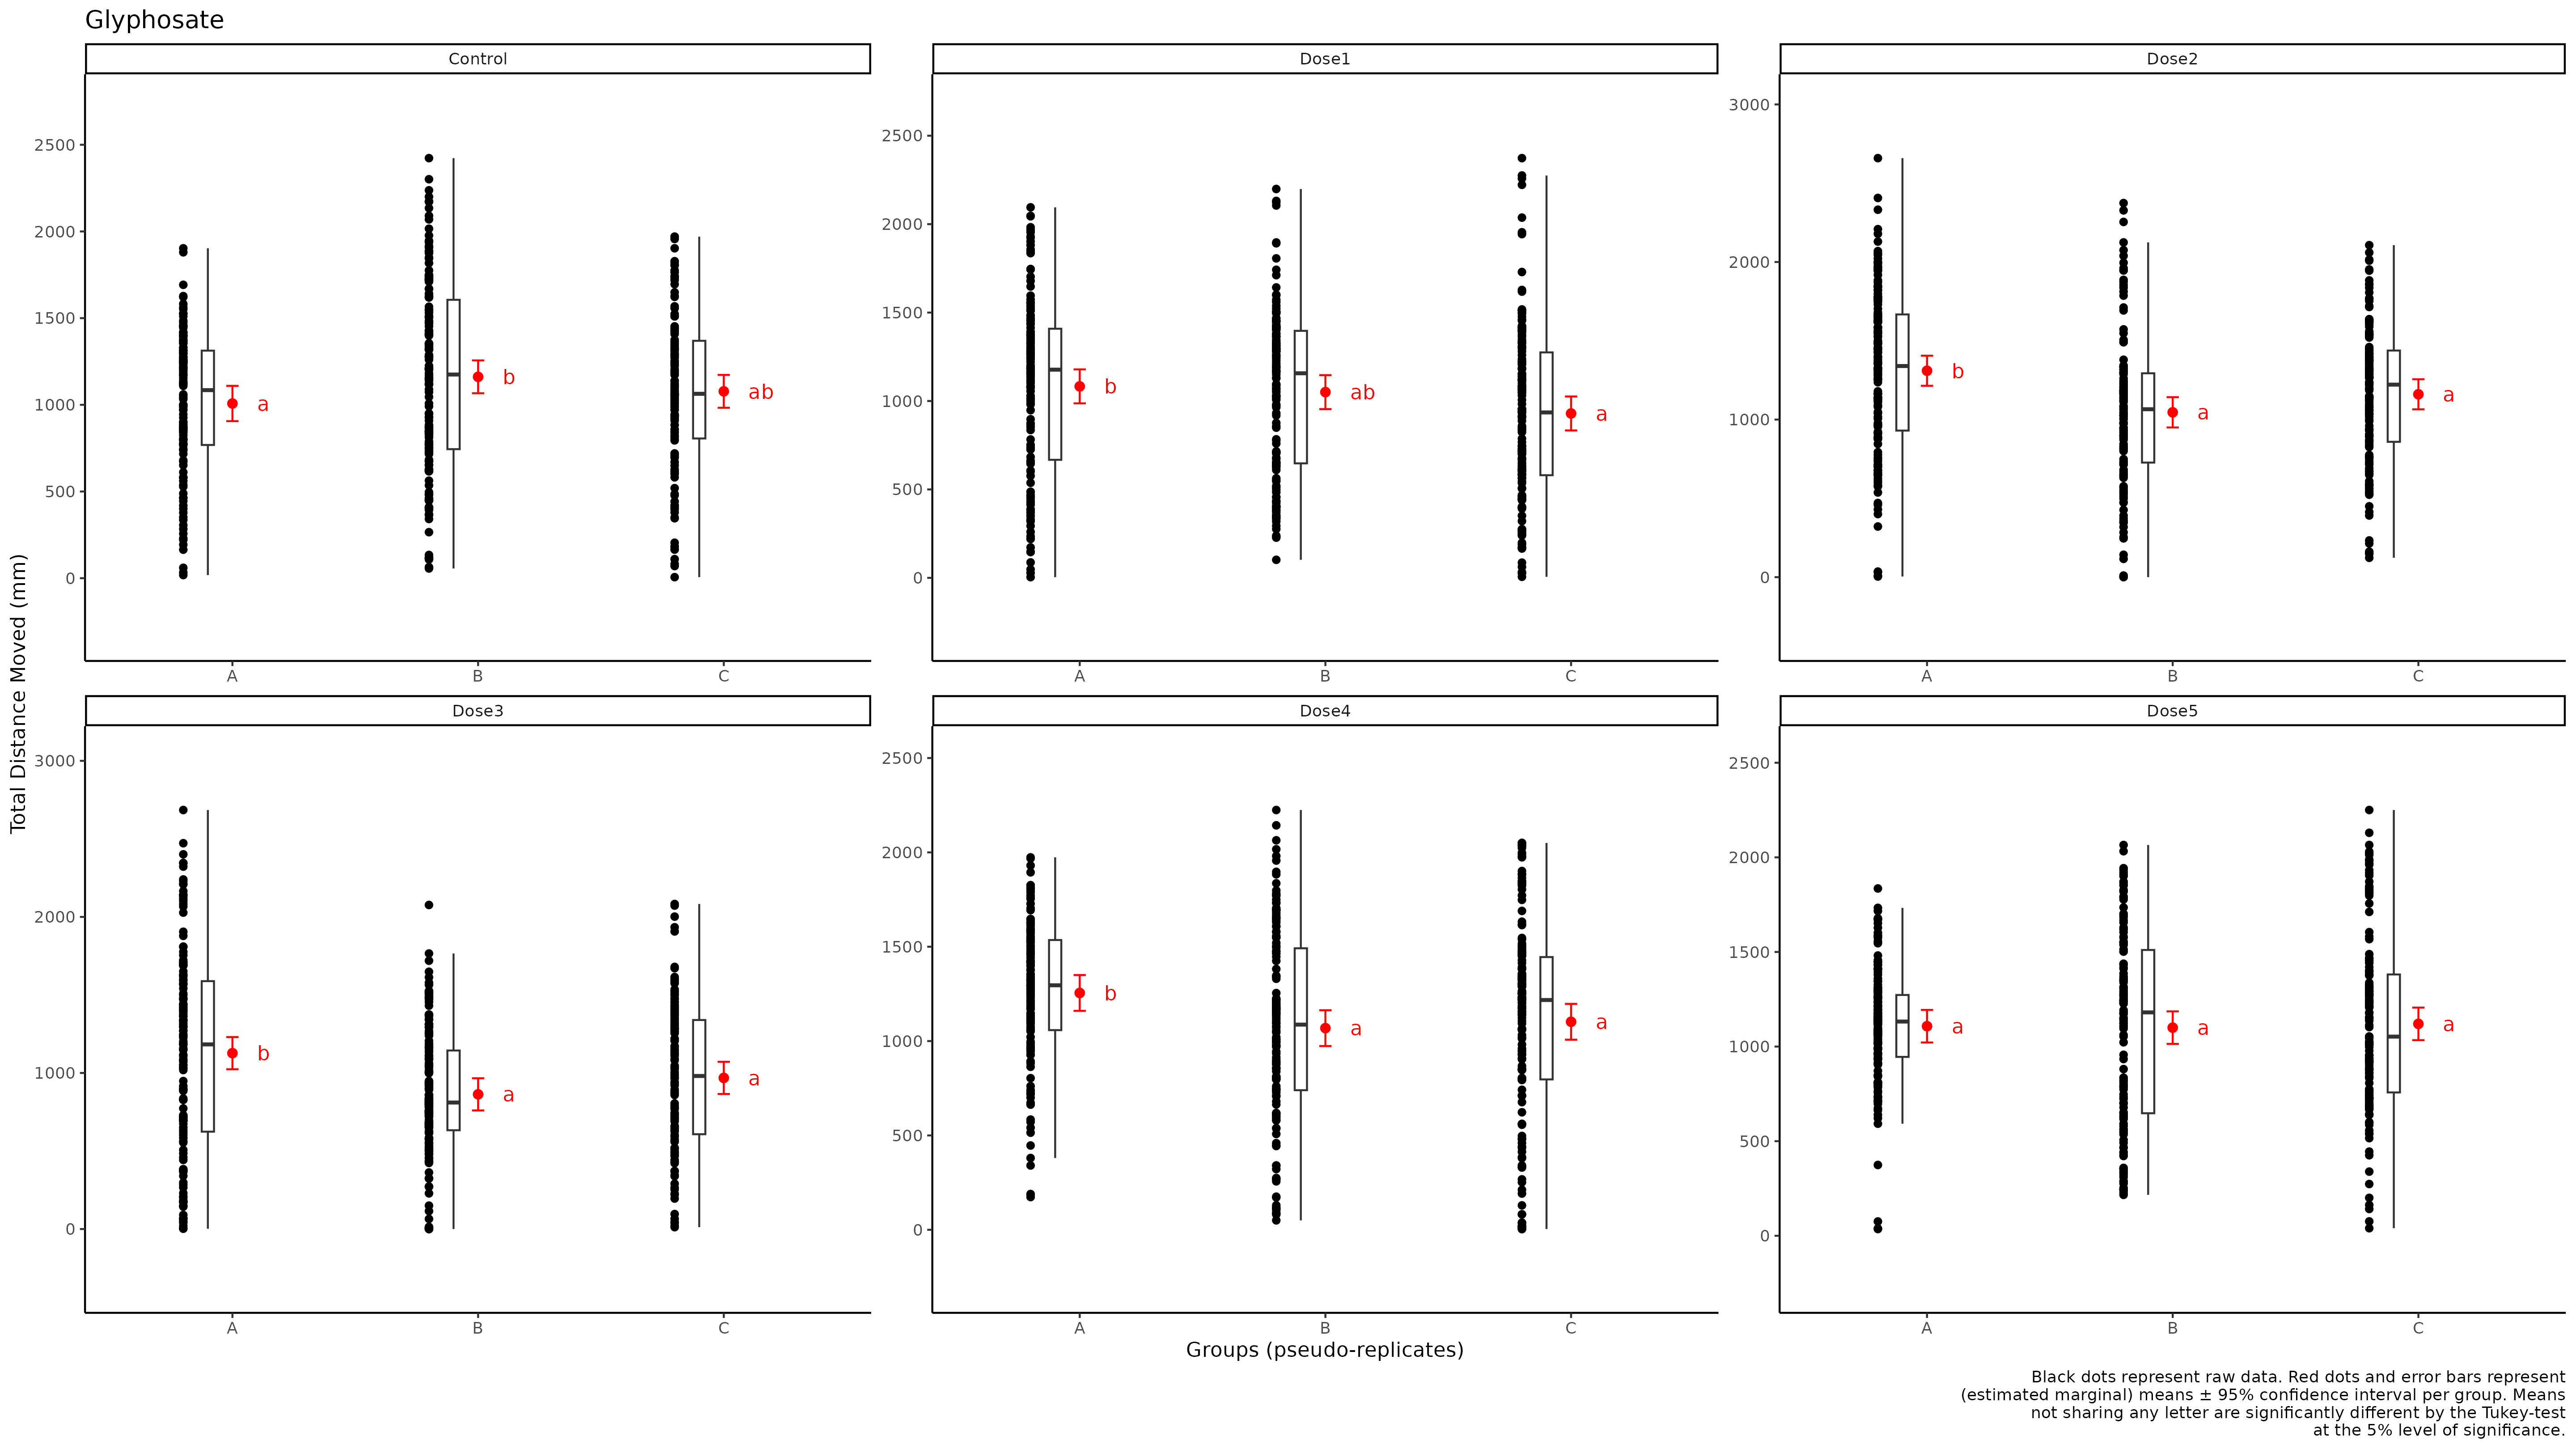 Glyphosate
Control
Dose1
Dose2
Total Distance Moved (mm)
2500
2000
1500
1000
500
0
a
b
ab
A
B
C
2500
2000
1500
1000
500
0
b
ab
a
A
B
C
3000
2000
1000
0
b
a
a
A
B
C
Dose3
Dose4
Dose5
3000
2000
1000
0
b
a
a
A
B
C
2500
2000
1500
1000
500
0
b
a
a
A
B
C
2500
2000
1500
1000
500
0
a
a
a
A
B
C
Groups (pseudo-replicates)
Black dots represent raw data. Red dots and error bars represent
(estimated marginal) means ± 95% confidence interval per group. Means
not sharing any letter are significantly different by the Tukey-test
at the 5% level of significance.